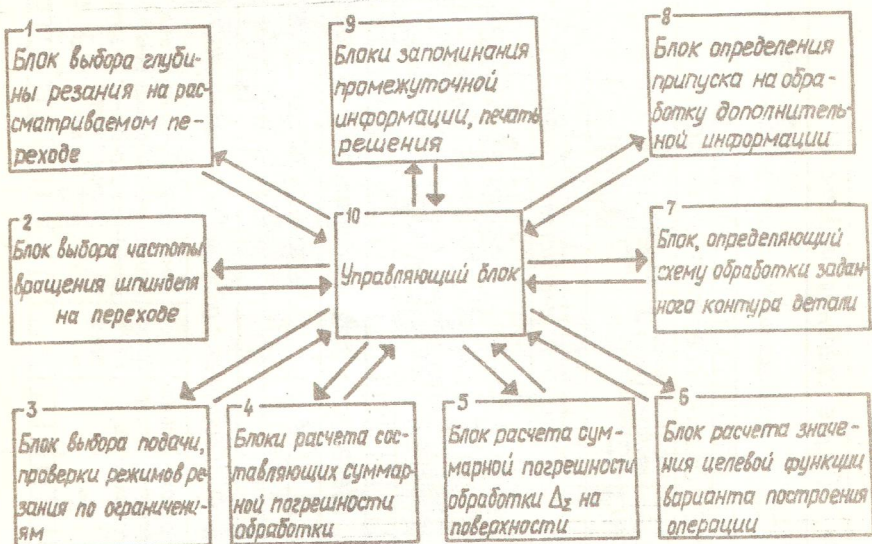 1
Блок выбора глуби-
ны резания на рас-
сматриваемом пе-
реходе
9
Блоки запоминания
промежуточной
информации, печать
решения
8
Блок определения
припуска на обра-
ботку дополнитель-
ной информации
2
Блок выбора частоты
вращения шпинделя
на переходе
10
Управляющий блок
7
Блок, определяющий
схему обработки задан-
ного контура детали
3
Блок выбора подачи,
проверки режимов ре-
зания по ограничени-
ям
4
Блоки расчета сос-
тавляющих суммар-
ной погрешности
обработки
5
Блок расчета сум-
марной погрешности
обработки ΔΣ на
поверхности
6
Блок расчета значе-
ния целевой функции
варианта построения
операции